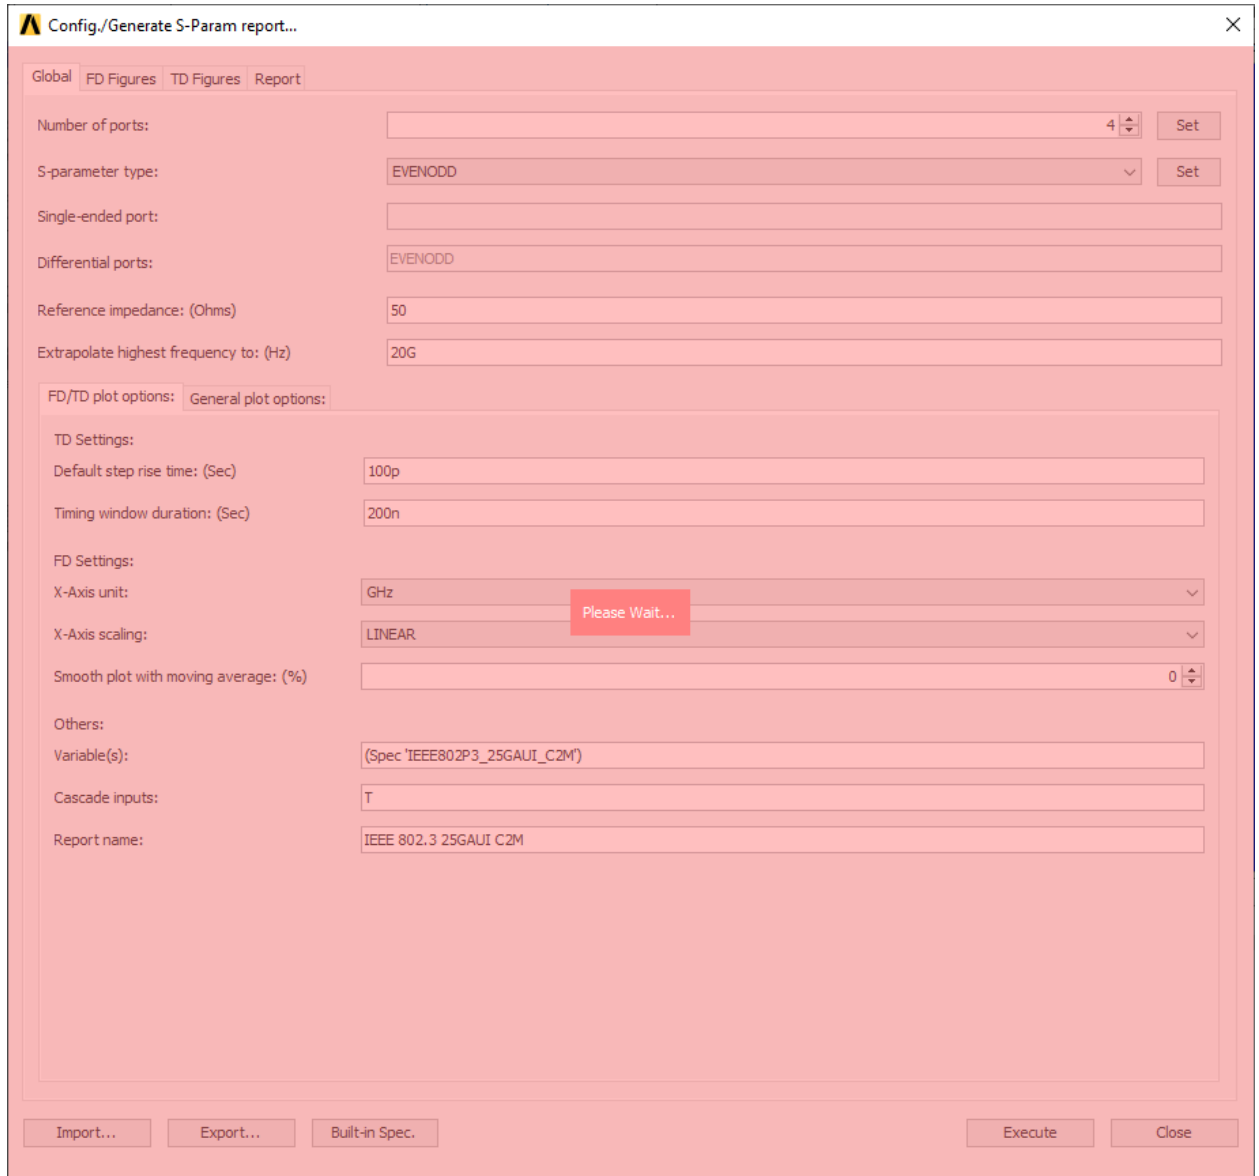 Config./Generate S-Param report...
Global FD Figures TD Figures Report
Number of ports: 4 Set
S-parameter type: EVENODD Set
Single-ended port:
Differential ports: EVENODD
Reference impedance: (Ohms) 50
Extrapolate highest frequency to: (Hz) 20G
FD/TD plot options: General plot options:
TD Settings:
Default step rise time: (Sec) 100p
Timing window duration: (Sec) 200n
FD Settings:
X-Axis unit: GHz
Please Wait...
X-Axis scaling: LINEAR
Smooth plot with moving average: (%) 0
Others:
Variable(s): (Spec 'IEEE802P3_25GAUI_C2M')
Cascade inputs: T
Report name: IEEE 802.3 25GAUI C2M
Import... Export... Built-in Spec. Execute Close